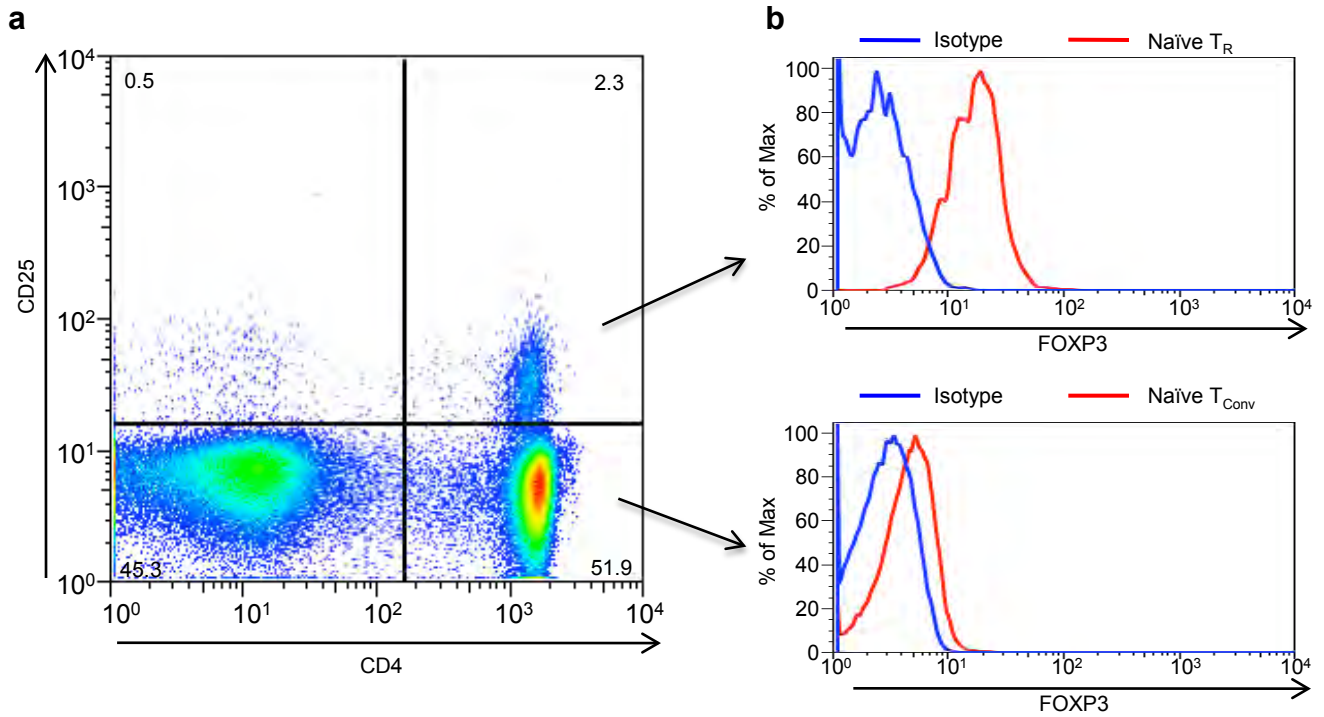 a
b
Isotype
Naïve T_R
0.5
2.3
45.3
51.9
10⁴
10³
10²
10¹
10⁰
CD25
10⁰ 10¹ 10² 10³ 10⁴
CD4
100
80
60
40
20
0
% of Max
10⁰ 10¹ 10² 10³ 10⁴
FOXP3
Isotype
Naïve T_Conv
100
80
60
40
20
0
% of Max
10⁰ 10¹ 10² 10³ 10⁴
FOXP3